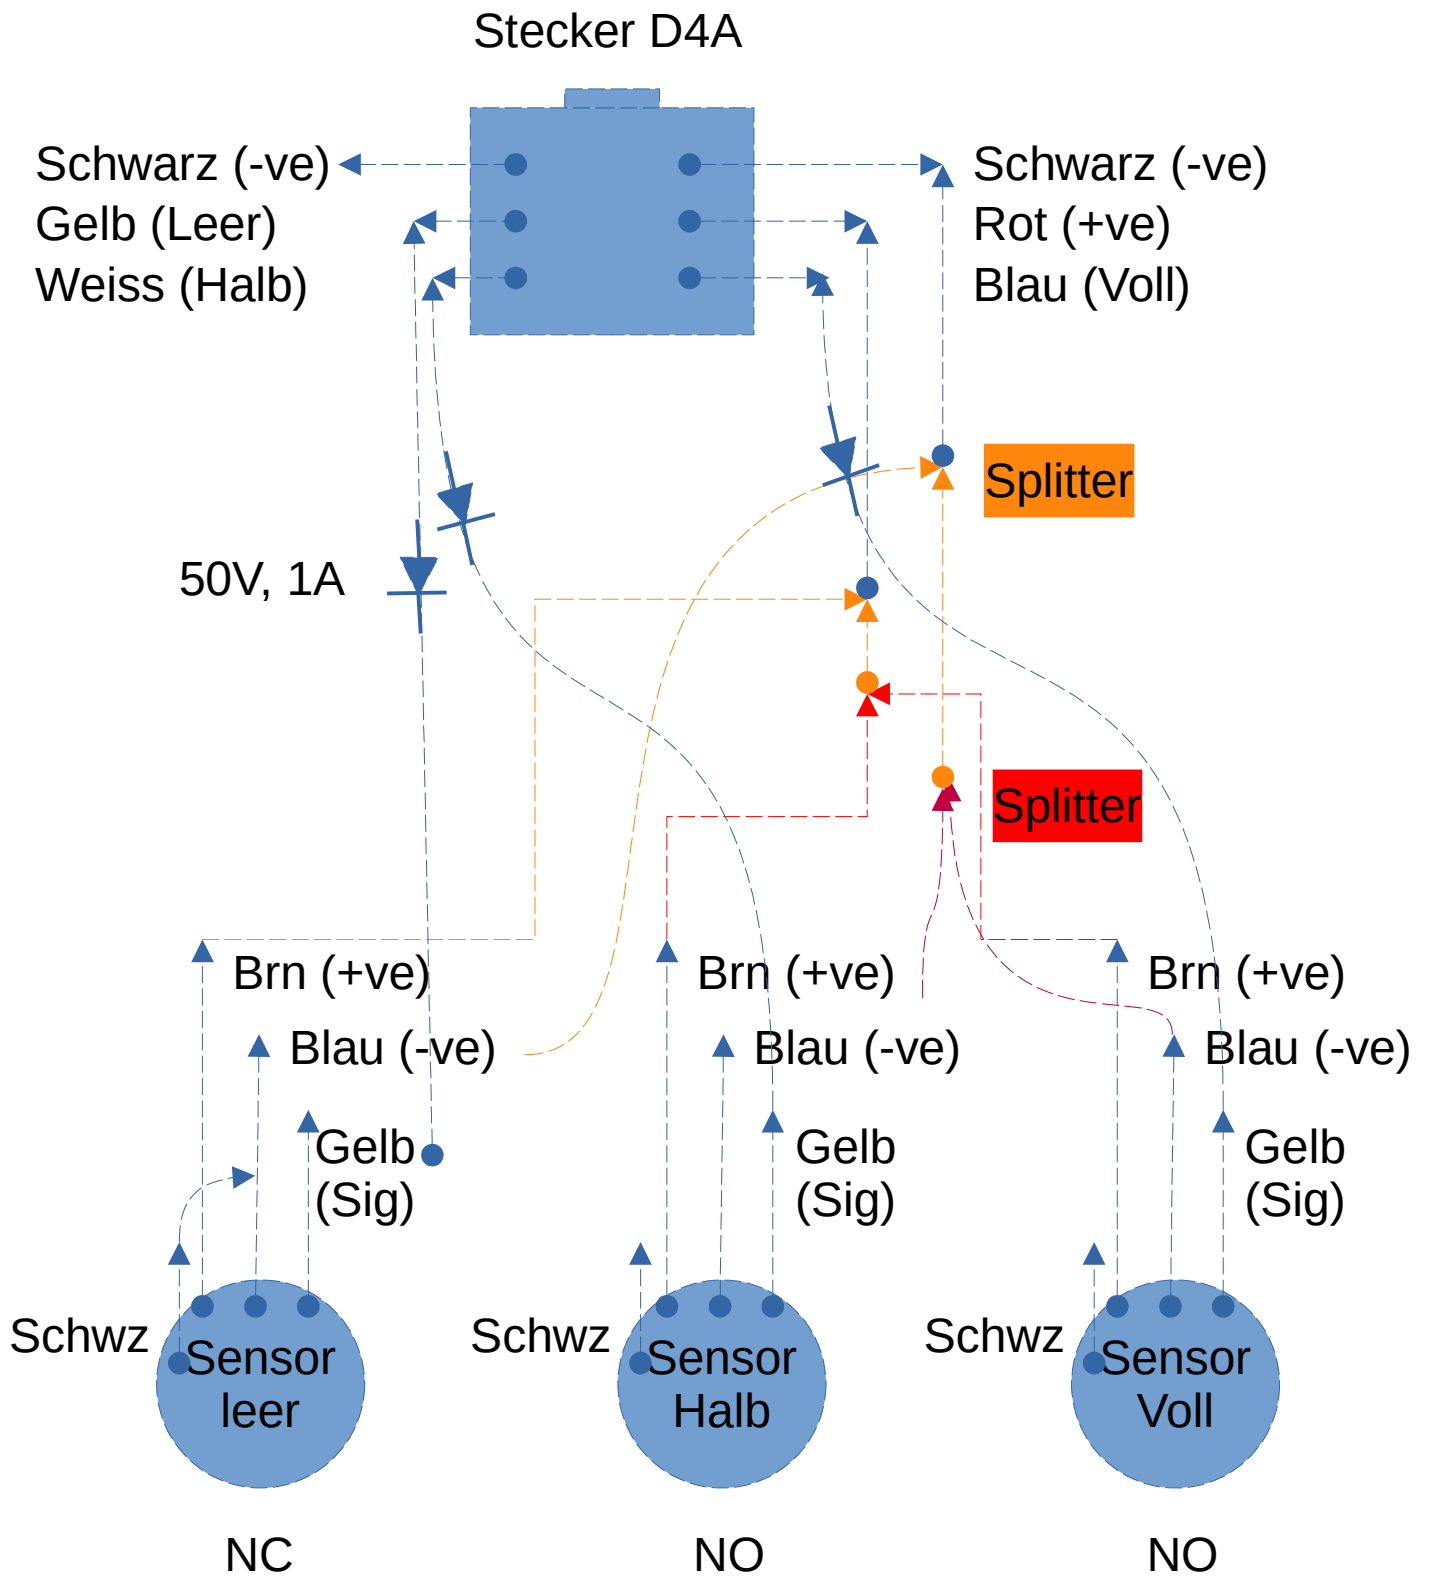 Stecker D4A
Schwarz (-ve)
Gelb (Leer)
Weiss (Halb)
Schwarz (-ve)
Rot (+ve)
Blau (Voll)
Splitter
50V, 1A
Splitter
Brn (+ve)
Blau (-ve)
Gelb
(Sig)
Brn (+ve)
Blau (-ve)
Gelb
(Sig)
Brn (+ve)
Blau (-ve)
Gelb
(Sig)
Schwz
Sensor
leer
Schwz
Sensor
Halb
Schwz
Sensor
Voll
NC
NO
NO